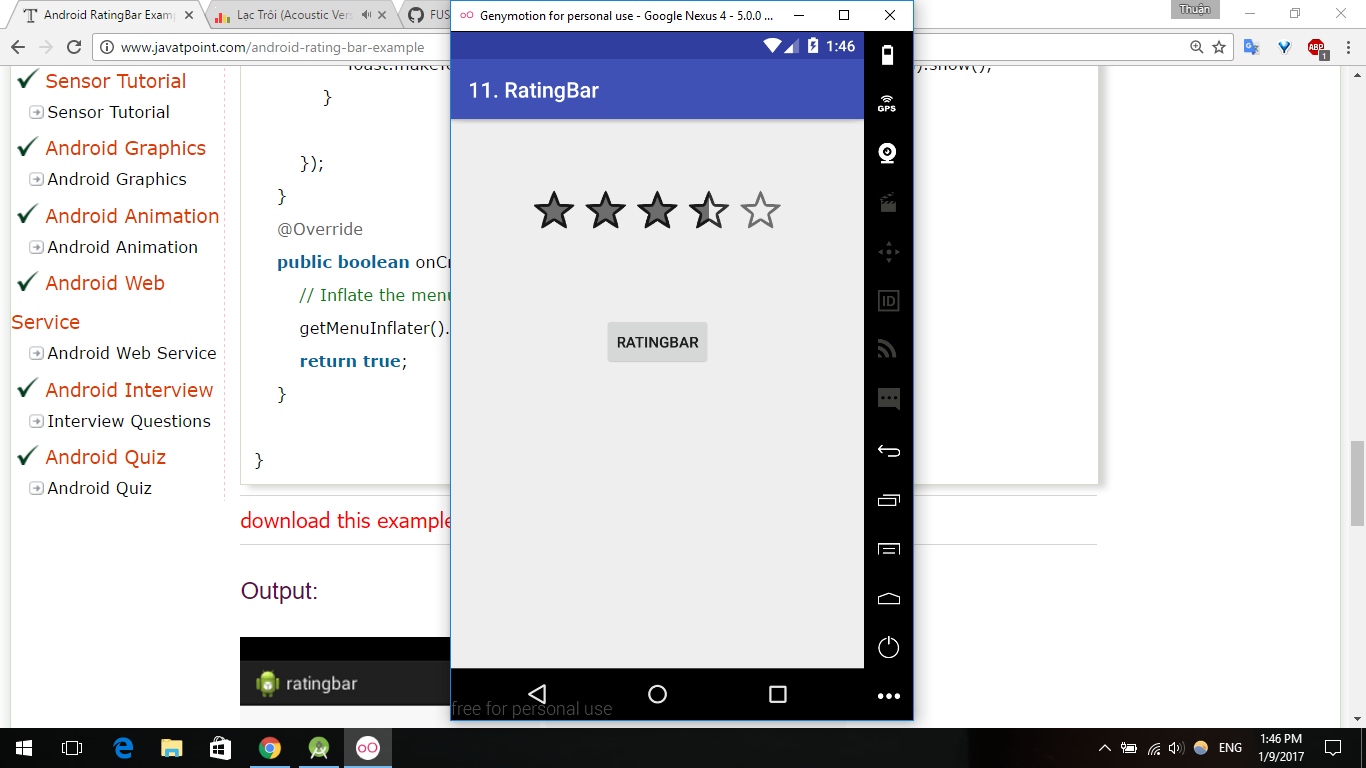 Android RatingBar Exam
Lạc Trôi (Acoustic Vers
FUS
Genymotion for personal use - Google Nexus 4 - 5.0.0 ...
Thuận
www.javatpoint.com/android-rating-bar-example
ABP
1
Sensor Tutorial
Sensor Tutorial
Android Graphics
Android Graphics
Android Animation
Android Animation
Android Web
Service
Android Web Service
Android Interview
Interview Questions
Android Quiz
Android Quiz
).show();
}
});
}
@Override
public boolean onCr
// Inflate the menu
getMenuInflater().
return true;
}
}
download this example
Output:
ratingbar
1:46
11. RatingBar
RATINGBAR
GPS
ID
free for personal use
ENG
1:46 PM
1/9/2017